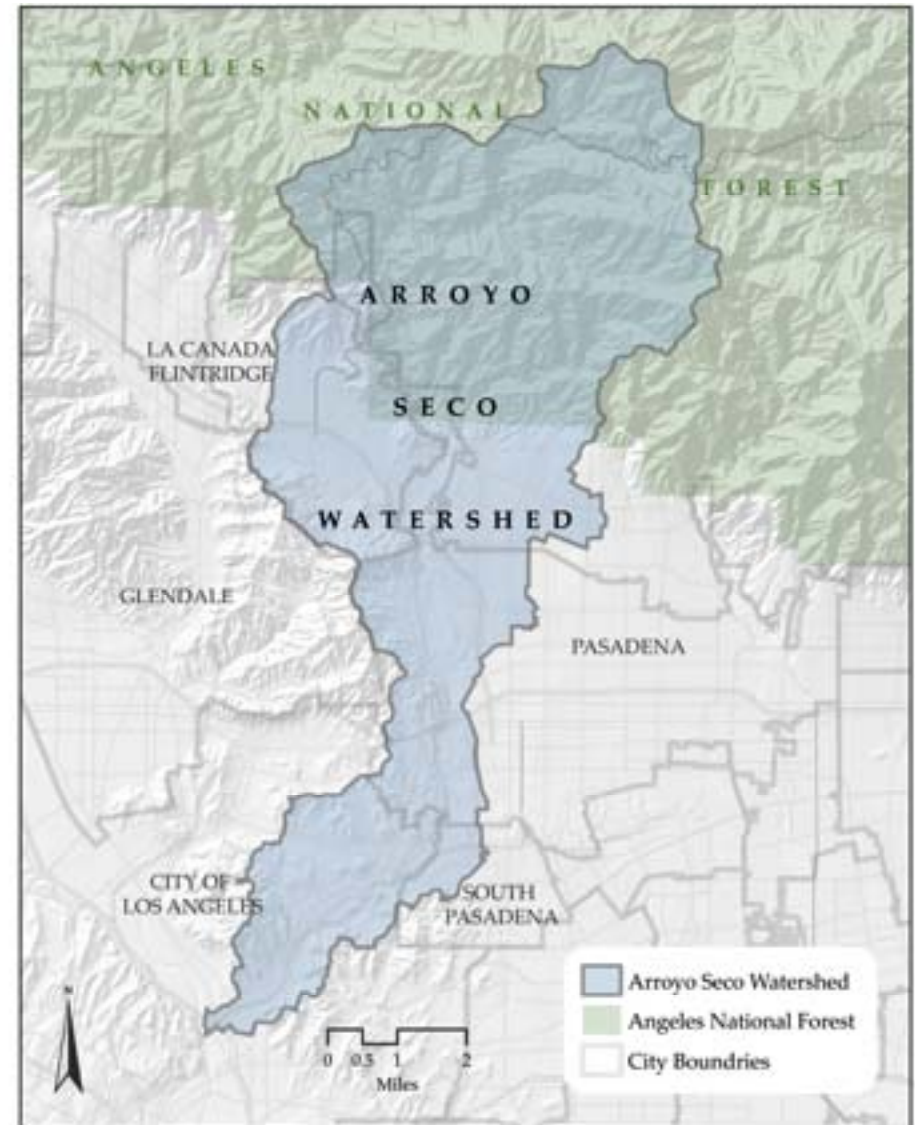 ANGELES
NATIONAL
FOREST
ARROYO
LA CANADA
FLINTRIDGE
SECO
WATERSHED
GLENDALE
PASADENA
CITY OF
LOS ANGELES
SOUTH
PASADENA
Arroyo Seco Watershed
Angeles National Forest
City Boundries
N
0 0.5 1 2
Miles